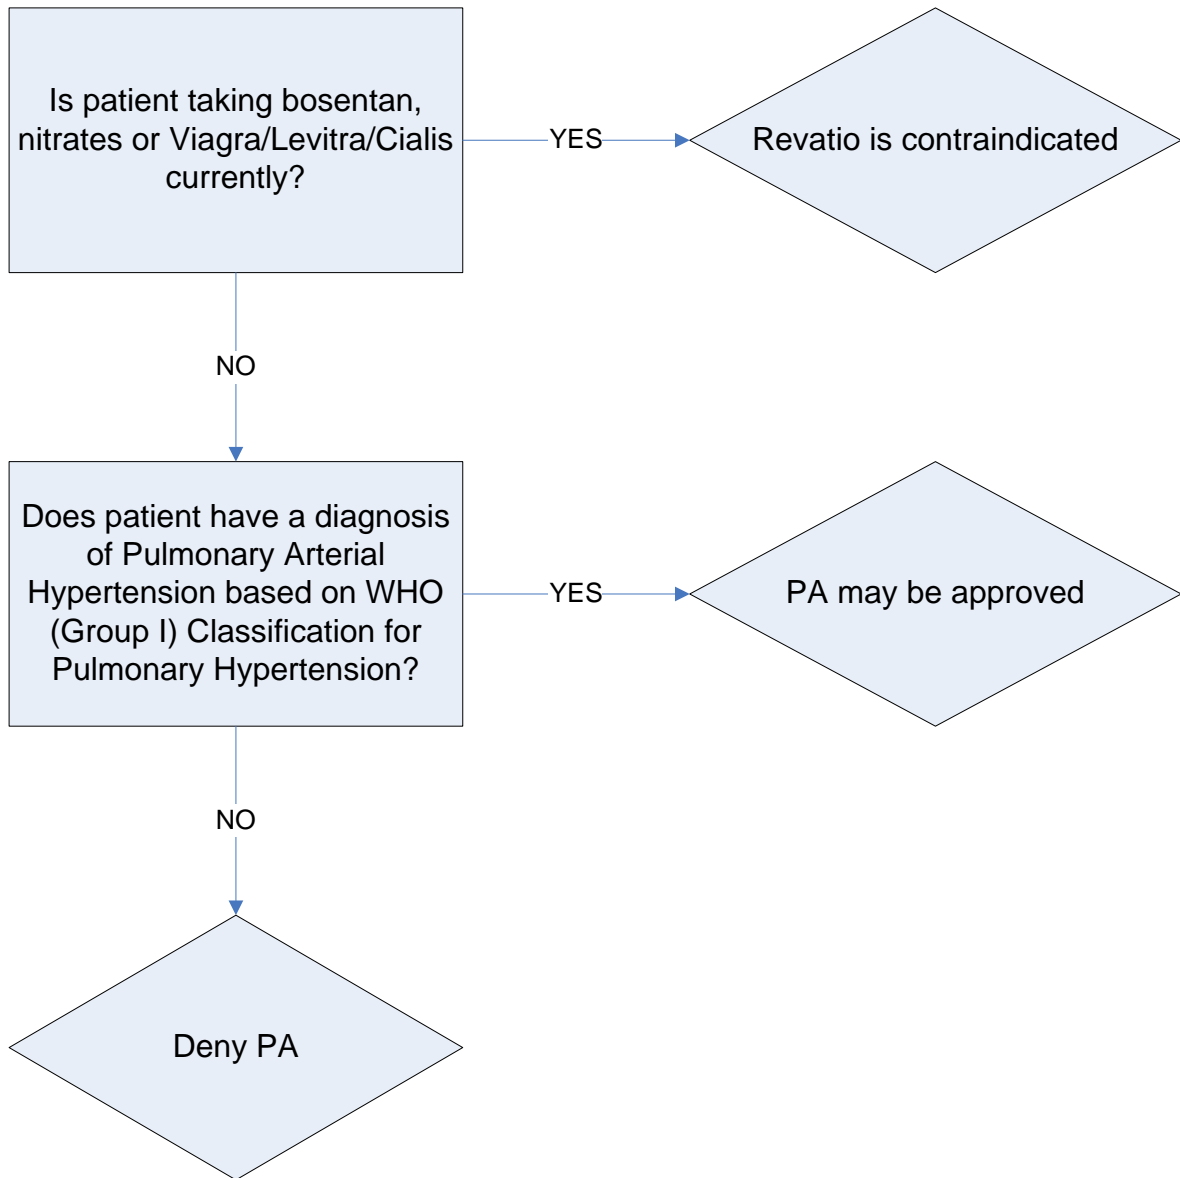 Is patient taking bosentan,
nitrates or Viagra/Levitra/Cialis
currently?
YES
Revatio is contraindicated
NO
Does patient have a diagnosis
of Pulmonary Arterial
Hypertension based on WHO
(Group I) Classification for
Pulmonary Hypertension?
YES
PA may be approved
NO
Deny PA